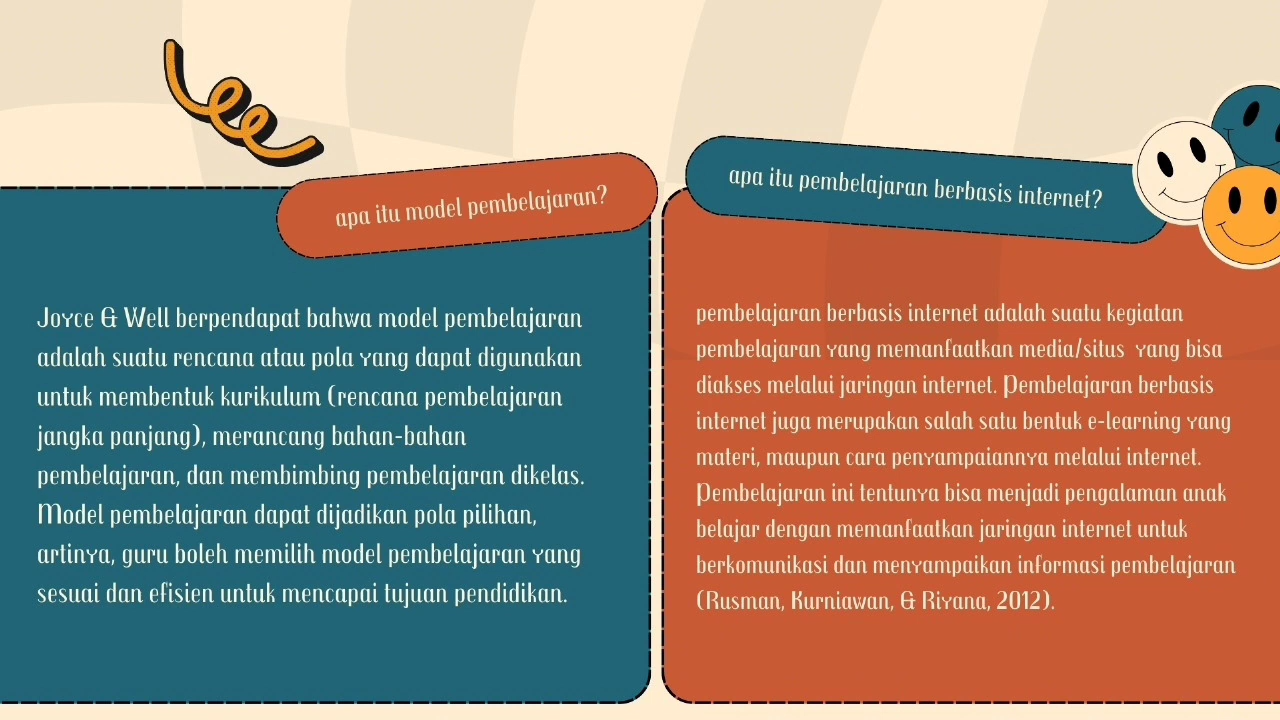 apa itu model pembelajaran?
Joyce & Well berpendapat bahwa model pembelajaran
adalah suatu rencana atau pola yang dapat digunakan
untuk membentuk kurikulum (rencana pembelajaran
jangka panjang), merancang bahan-bahan
pembelajaran, dan membimbing pembelajaran dikelas.
Model pembelajaran dapat dijadikan pola pilihan,
artinya, guru boleh memilih model pembelajaran yang
sesuai dan efisien untuk mencapai tujuan pendidikan.
apa itu pembelajaran berbasis internet?
pembelajaran berbasis internet adalah suatu kegiatan
pembelajaran yang memanfaatkan media/situs yang bisa
diakses melalui jaringan internet. Pembelajaran berbasis
internet juga merupakan salah satu bentuk e-learning yang
materi, maupun cara penyampaiannya melalui internet.
Pembelajaran ini tentunya bisa menjadi pengalaman anak
belajar dengan memanfaatkan jaringan internet untuk
berkomunikasi dan menyampaikan informasi pembelajaran
(Rusman, Kurniawan, & Riyana, 2012).